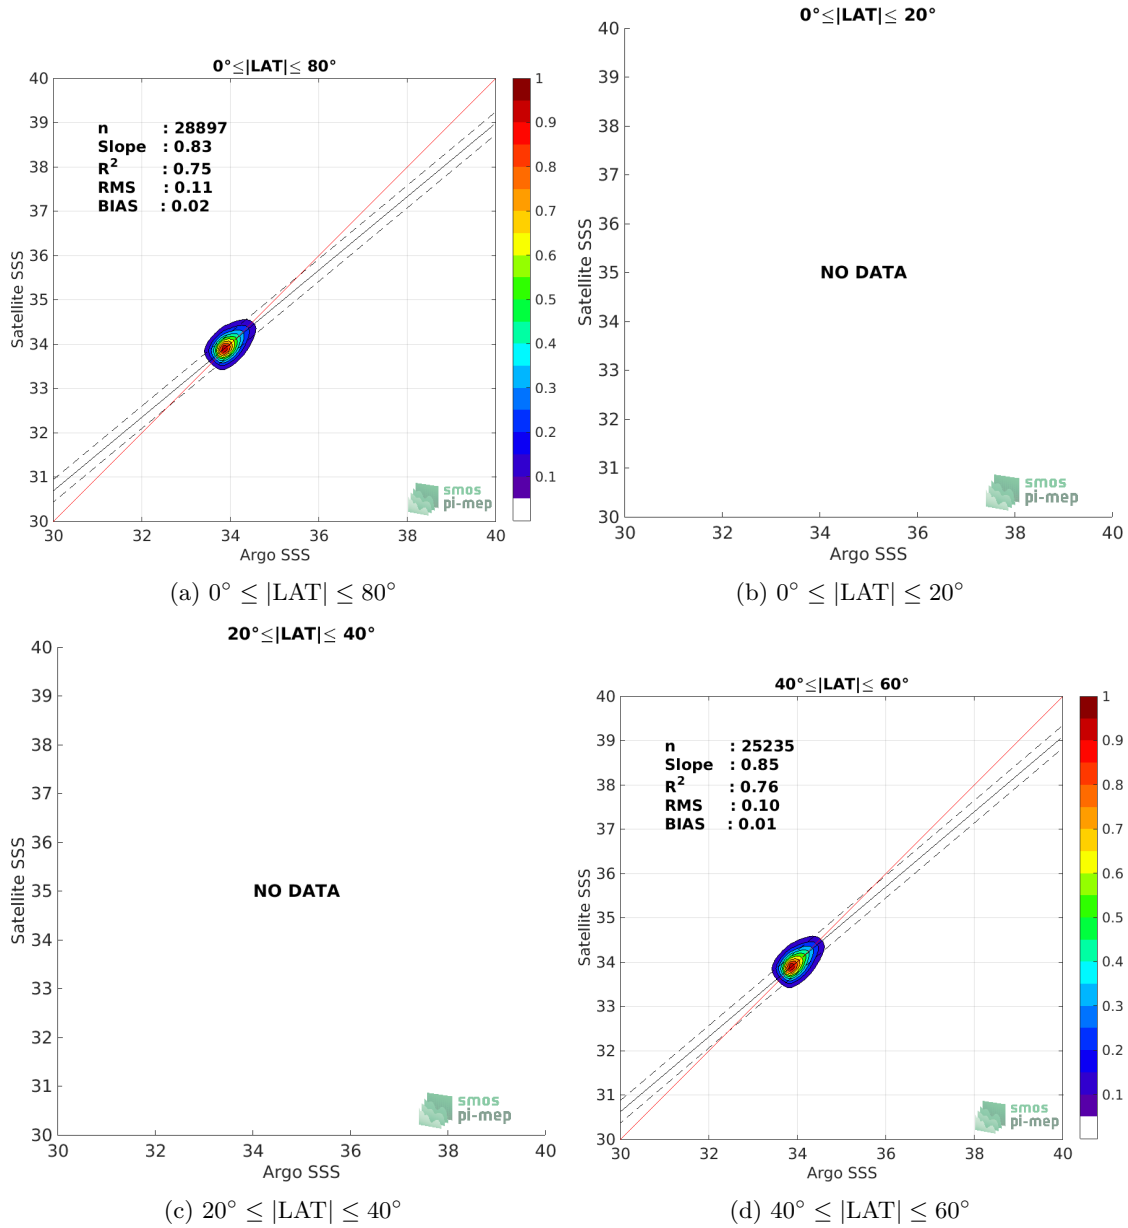 0°≤|LAT|≤ 80°
n : 28897
Slope : 0.83
R² : 0.75
RMS : 0.11
BIAS : 0.02
40
39
38
37
36
35
34
33
32
31
30
Satellite SSS
30 32 34 36 38 40
Argo SSS
1
0.9
0.8
0.7
0.6
0.5
0.4
0.3
0.2
0.1
smos
pi-mep
(a) 0° ≤ |LAT| ≤ 80°
0°≤|LAT|≤ 20°
40
39
38
37
36
35
34
33
32
31
30
Satellite SSS
NO DATA
30 32 34 36 38 40
Argo SSS
smos
pi-mep
(b) 0° ≤ |LAT| ≤ 20°
20°≤|LAT|≤ 40°
40
39
38
37
36
35
34
33
32
31
30
Satellite SSS
NO DATA
30 32 34 36 38 40
Argo SSS
smos
pi-mep
(c) 20° ≤ |LAT| ≤ 40°
40°≤|LAT|≤ 60°
n : 25235
Slope : 0.85
R² : 0.76
RMS : 0.10
BIAS : 0.01
40
39
38
37
36
35
34
33
32
31
30
Satellite SSS
30 32 34 36 38 40
Argo SSS
1
0.9
0.8
0.7
0.6
0.5
0.4
0.3
0.2
0.1
smos
pi-mep
(d) 40° ≤ |LAT| ≤ 60°